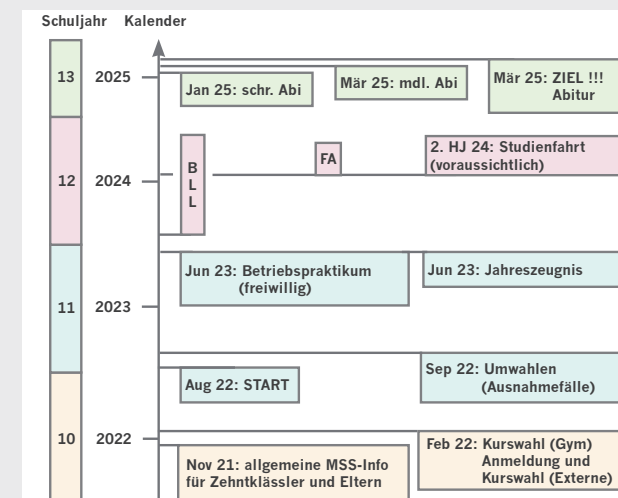 Schuljahr Kalender
13
2025
Jan 25: schr. Abi
Mär 25: mdl. Abi
Mär 25: ZIEL !!!
Abitur
12
2024
B
L
L
FA
2. HJ 24: Studienfahrt
(voraussichtlich)
11
2023
Jun 23: Betriebspraktikum
(freiwillig)
Jun 23: Jahreszeugnis
Aug 22: START
Sep 22: Umwahlen
(Ausnahmefälle)
10
2022
Nov 21: allgemeine MSS-Info
für Zehntklässler und Eltern
Feb 22: Kurswahl (Gym)
Anmeldung und
Kurswahl (Externe)